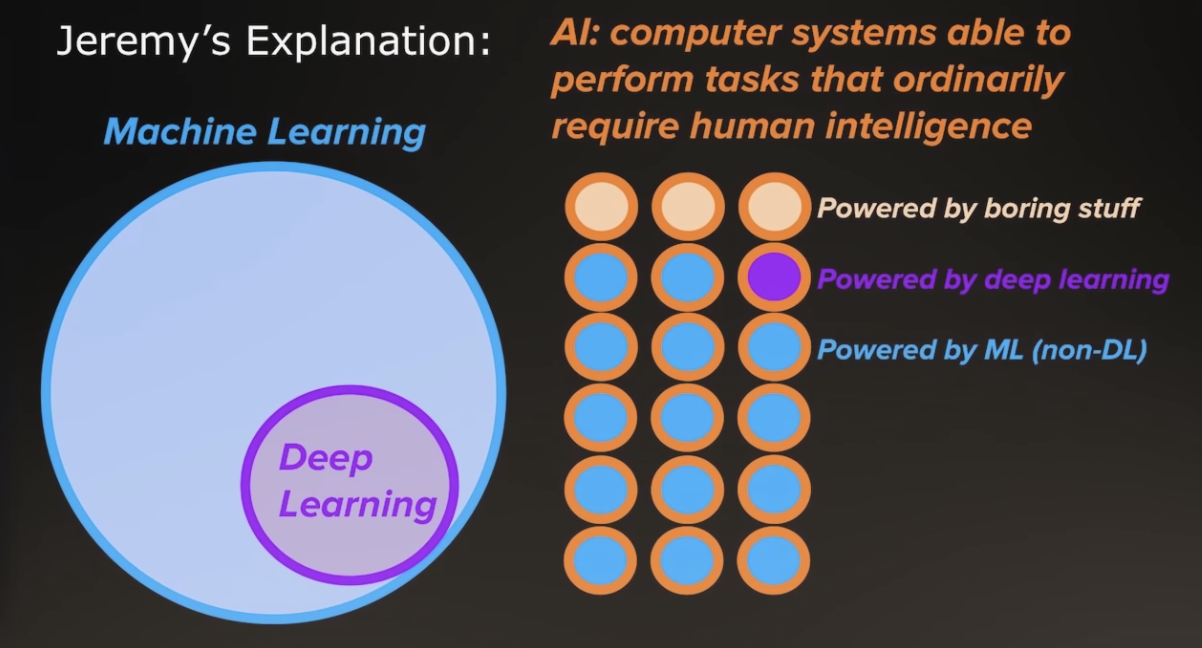 Jeremy's Explanation:
AI: computer systems able to
perform tasks that ordinarily
require human intelligence
Machine Learning
Deep
Learning
Powered by boring stuff
Powered by deep learning
Powered by ML (non-DL)